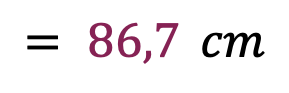 = 86,7 cm